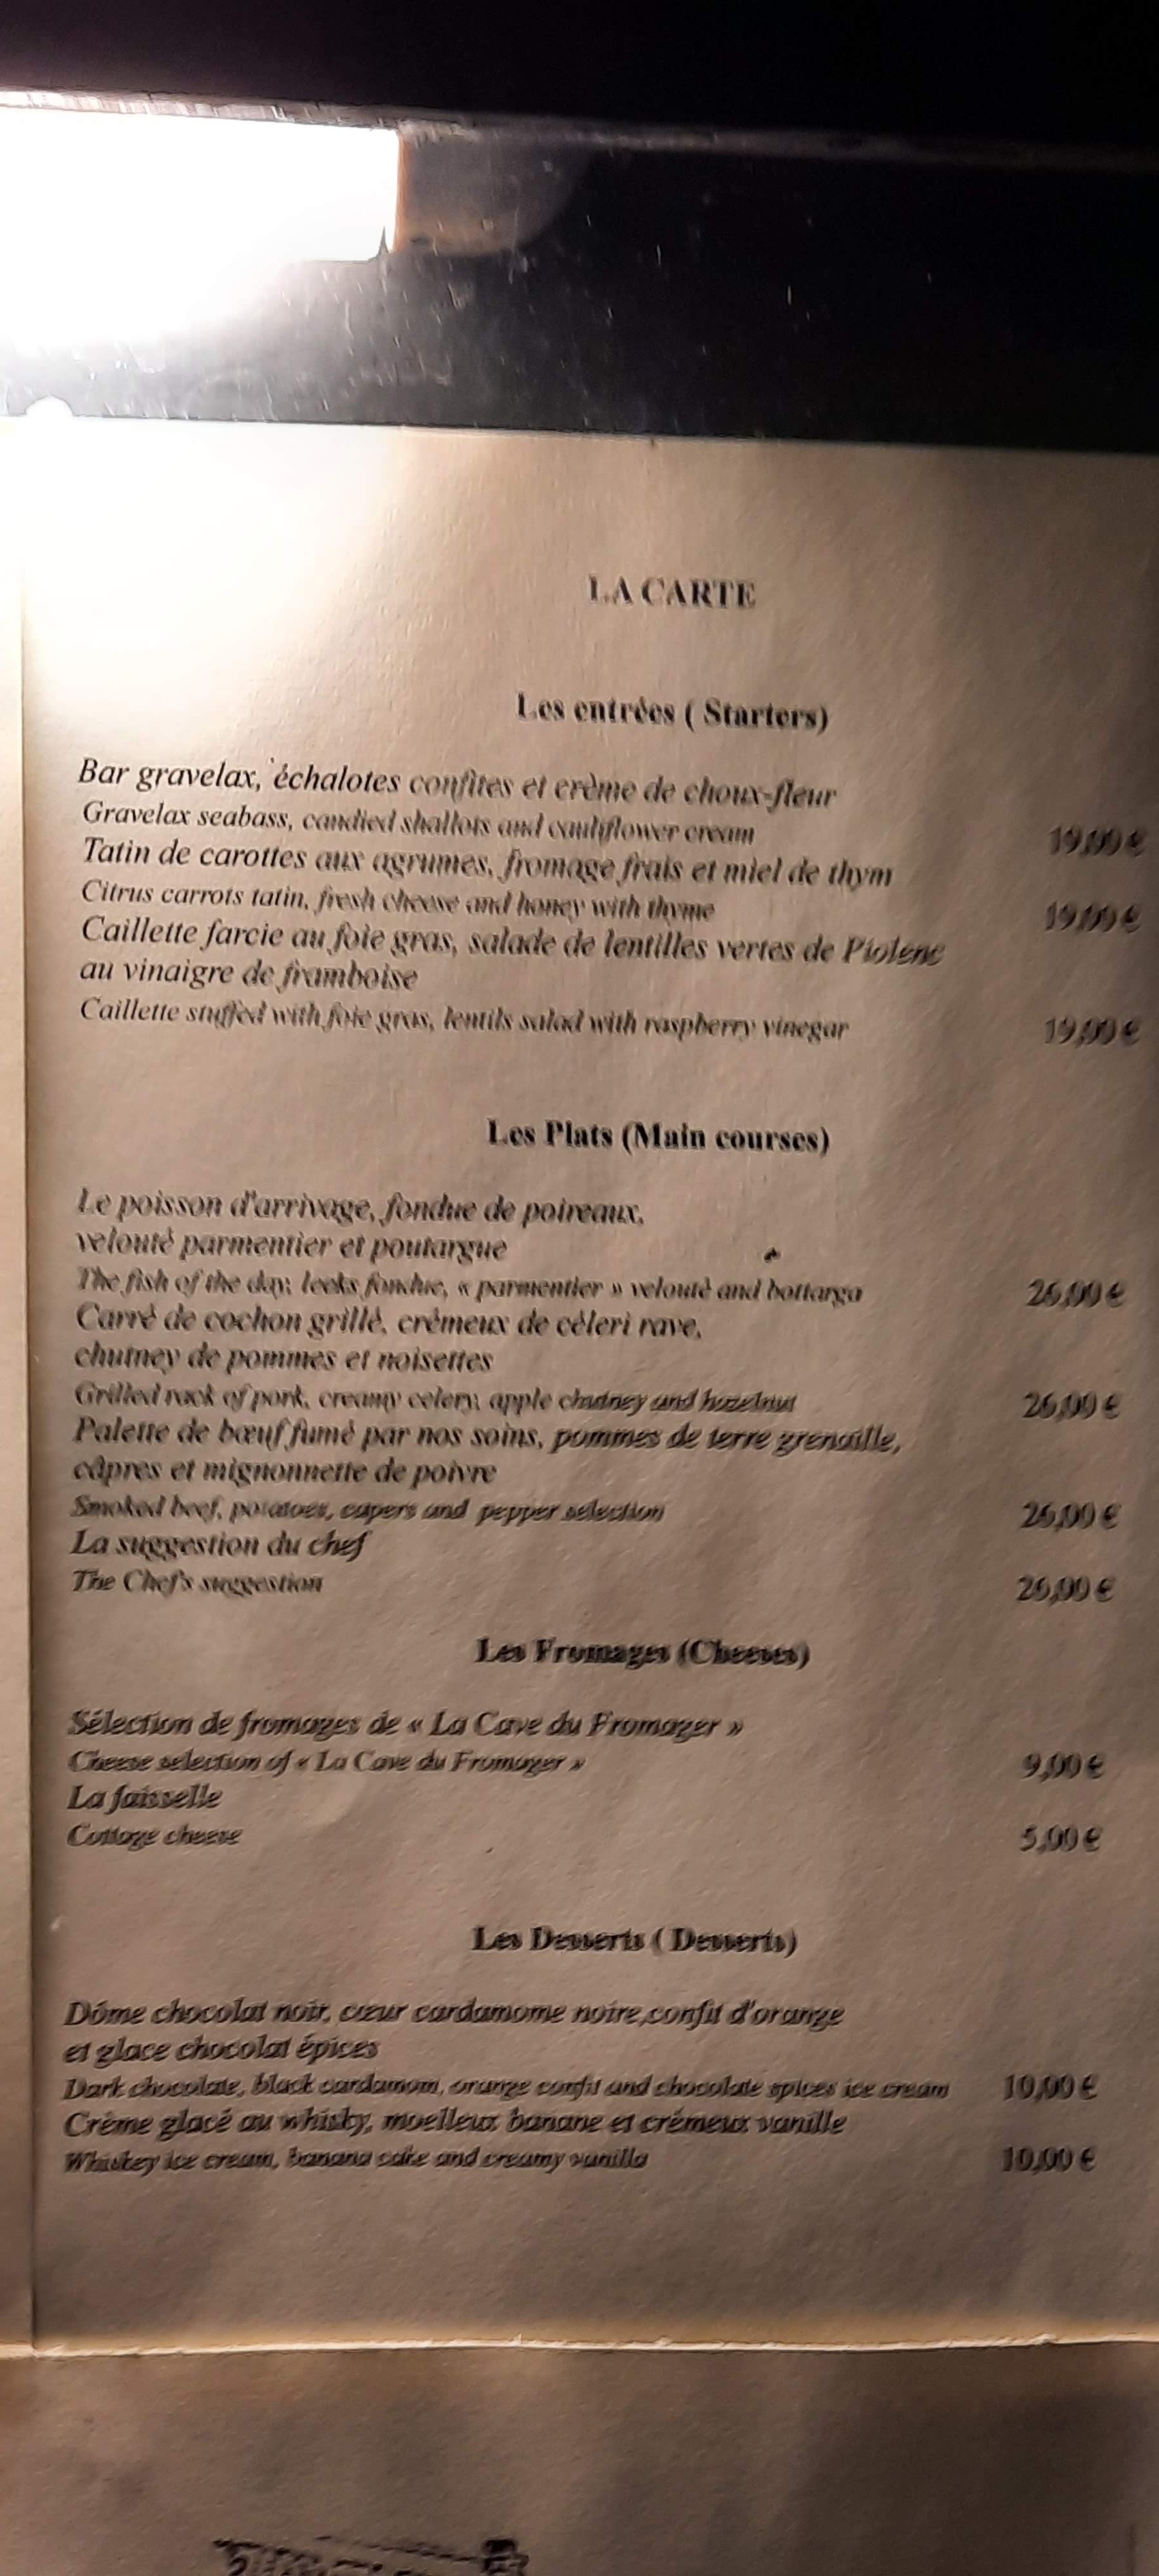 LA CARTE
Les entrées ( Starters)
Bar gravelax, échalotes confites et crème de choux-fleur
Gravelax seabass, candied shallots and cauliflower cream 19,00 €
Tatin de carottes aux agrumes, fromage frais et miel de thym
Citrus carrots tatin, fresh cheese and honey with thyme 19,00 €
Caillette farcie au foie gras, salade de lentilles vertes de Piolenc
au vinaigre de framboise
Caillette stuffed with foie gras, lentils salad with raspberry vinegar 19,00 €
Les Plats (Main courses)
Le poisson d'arrivage, fondue de poireaux,
velouté parmentier et poutargue
The fish of the day; leeks fondue, « parmentier » velouté and bottarga 26,00 €
Carré de cochon grillé, crémeux de céleri rave,
chutney de pommes et noisettes
Grilled rack of pork, creamy celery; apple chutney and hazelnut 26,00 €
Palette de bœuf fumé par nos soins, pommes de terre grenaille,
câpres et mignonnette de poivre
Smoked beef, potatoes, capers and pepper selection 26,00 €
La suggestion du chef
The Chef's suggestion 26,00 €
Les Fromages (Cheeses)
Sélection de fromages de « La Cave du Fromager »
Cheese selection of « La Cave du Fromager » 9,00 €
La faisselle
Cottage cheese 5,00 €
Les Desserts ( Desserts)
Dôme chocolat noir, cœur cardamome noire,confit d'orange
et glace chocolat épices
Dark chocolate, black cardamom, orange confit and chocolate spices ice cream 10,00 €
Crème glacé au whisky, moelleux banane et crémeux vanille
Whiskey ice cream, banana cake and creamy vanilla 10,00 €